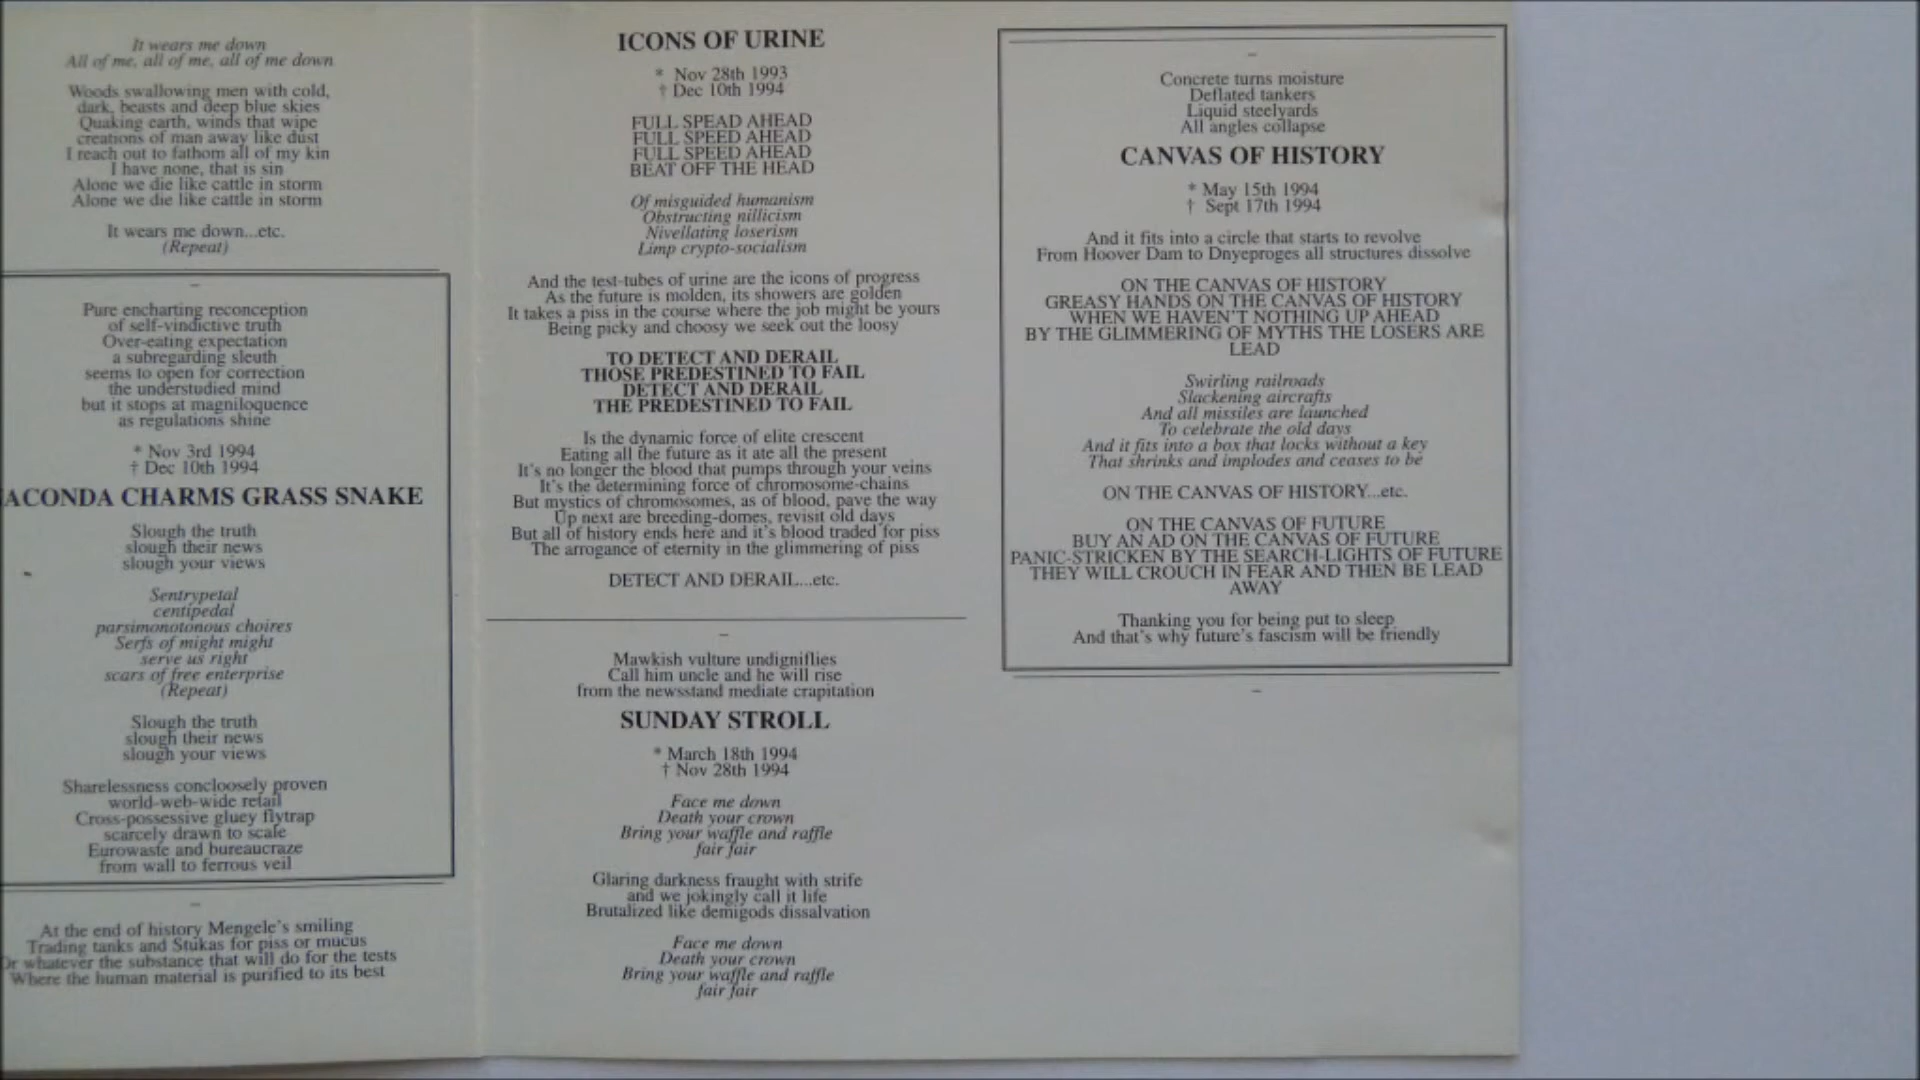 It wears me down
All of me, all of me, all of me down
Woods swallowing men with cold,
dark, beasts and deep blue skies
Quaking earth, winds that wipe
creations of man away like dust
I reach out to fathom all of my kin
I have none, that is sin
Alone we die like cattle in storm
Alone we die like cattle in storm
It wears me down...etc.
(Repeat)
–
Pure encharting reconception
of self-vindictive truth
Over-eating expectation
a subregarding sleuth
seems to open for correction
the understudied mind
but it stops at magniloquence
as regulations shine
* Nov 3rd 1994
† Dec 10th 1994
ACONDA CHARMS GRASS SNAKE
Slough the truth
slough their news
slough your views
Sentrypetal
centipedal
parsimonotonous choires
Serfs of might might
serve us right
scars of free enterprise
(Repeat)
Slough the truth
slough their news
slough your views
Sharelessness concloosely proven
world-web-wide retail
Cross-possessive gluey flytrap
scarcely drawn to scale
Eurowaste and bureaucraze
from wall to ferrous veil
–
At the end of history Mengele's smiling
Trading tanks and Stukas for piss or mucus
Or whatever the substance that will do for the tests
Where the human material is purified to its best
ICONS OF URINE
* Nov 28th 1993
† Dec 10th 1994
FULL SPEAD AHEAD
FULL SPEED AHEAD
FULL SPEED AHEAD
BEAT OFF THE HEAD
Of misguided humanism
Obstructing nillicism
Nivellating loserism
Limp crypto-socialism
And the test-tubes of urine are the icons of progress
As the future is molden, its showers are golden
It takes a piss in the course where the job might be yours
Being picky and choosy we seek out the loosy
TO DETECT AND DERAIL
THOSE PREDESTINED TO FAIL
DETECT AND DERAIL
THE PREDESTINED TO FAIL
Is the dynamic force of elite crescent
Eating all the future as it ate all the present
It's no longer the blood that pumps through your veins
It's the determining force of chromosome-chains
But mystics of chromosomes, as of blood, pave the way
Up next are breeding-domes, revisit old days
But all of history ends here and it's blood traded for piss
The arrogance of eternity in the glimmering of piss
DETECT AND DERAIL...etc.
–
Mawkish vulture undignifies
Call him uncle and he will rise
from the newsstand mediate crapitation
SUNDAY STROLL
* March 18th 1994
† Nov 28th 1994
Face me down
Death your crown
Bring your waffle and raffle
fair fair
Glaring darkness fraught with strife
and we jokingly call it life
Brutalized like demigods dissalvation
Face me down
Death your crown
Bring your waffle and raffle
fair fair
–
Concrete turns moisture
Deflated tankers
Liquid steelyards
All angles collapse
CANVAS OF HISTORY
* May 15th 1994
† Sept 17th 1994
And it fits into a circle that starts to revolve
From Hoover Dam to Dnyeproges all structures dissolve
ON THE CANVAS OF HISTORY
GREASY HANDS ON THE CANVAS OF HISTORY
WHEN WE HAVEN'T NOTHING UP AHEAD
BY THE GLIMMERING OF MYTHS THE LOSERS ARE
LEAD
Swirling railroads
Slackening aircrafts
And all missiles are launched
To celebrate the old days
And it fits into a box that locks without a key
That shrinks and implodes and ceases to be
ON THE CANVAS OF HISTORY...etc.
ON THE CANVAS OF FUTURE
BUY AN AD ON THE CANVAS OF FUTURE
PANIC-STRICKEN BY THE SEARCH-LIGHTS OF FUTURE
THEY WILL CROUCH IN FEAR AND THEN BE LEAD
AWAY
Thanking you for being put to sleep
And that's why future's fascism will be friendly
–